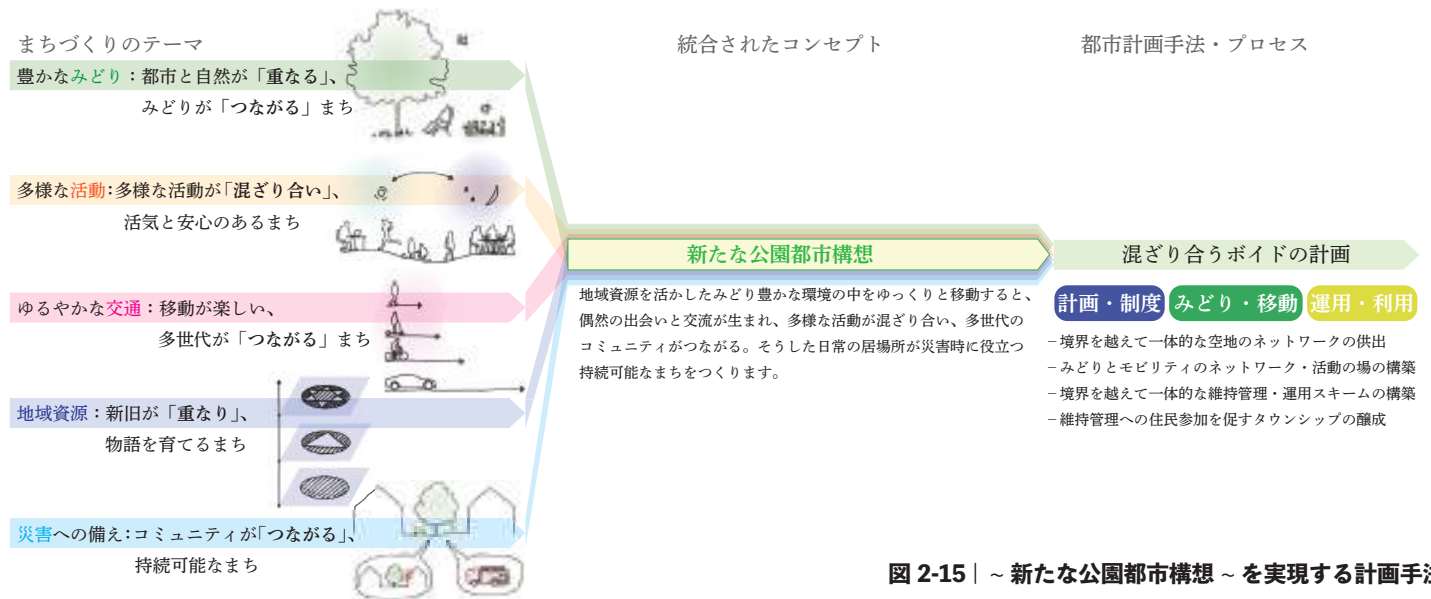 まちづくりのテーマ
豊かなみどり：都市と自然が「重なる」、
みどりが「つながる」まち
多様な活動：多様な活動が「混ざり合い」、
活気と安心のあるまち
ゆるやかな交通：移動が楽しい、
多世代が「つながる」まち
地域資源：新旧が「重なり」、
物語を育てるまち
災害への備え：コミュニティが「つながる」、
持続可能なまち
統合されたコンセプト
新たな公園都市構想
地域資源を活かしたみどり豊かな環境の中をゆっくりと移動すると、
偶然の出会いと交流が生まれ、多様な活動が混ざり合い、多世代の
コミュニティがつながる。そうした日常の居場所が災害時に役立つ
持続可能なまちをつくります。
都市計画手法・プロセス
混ざり合うボイドの計画
計画・制度 みどり・移動 運用・利用
– 境界を越えて一体的な空地のネットワークの供出
– みどりとモビリティのネットワーク・活動の場の構築
– 境界を越えて一体的な維持管理・運用スキームの構築
– 維持管理への住民参加を促すタウンシップの醸成
図 2-15｜ ~ 新たな公園都市構想 ~ を実現する計画手法